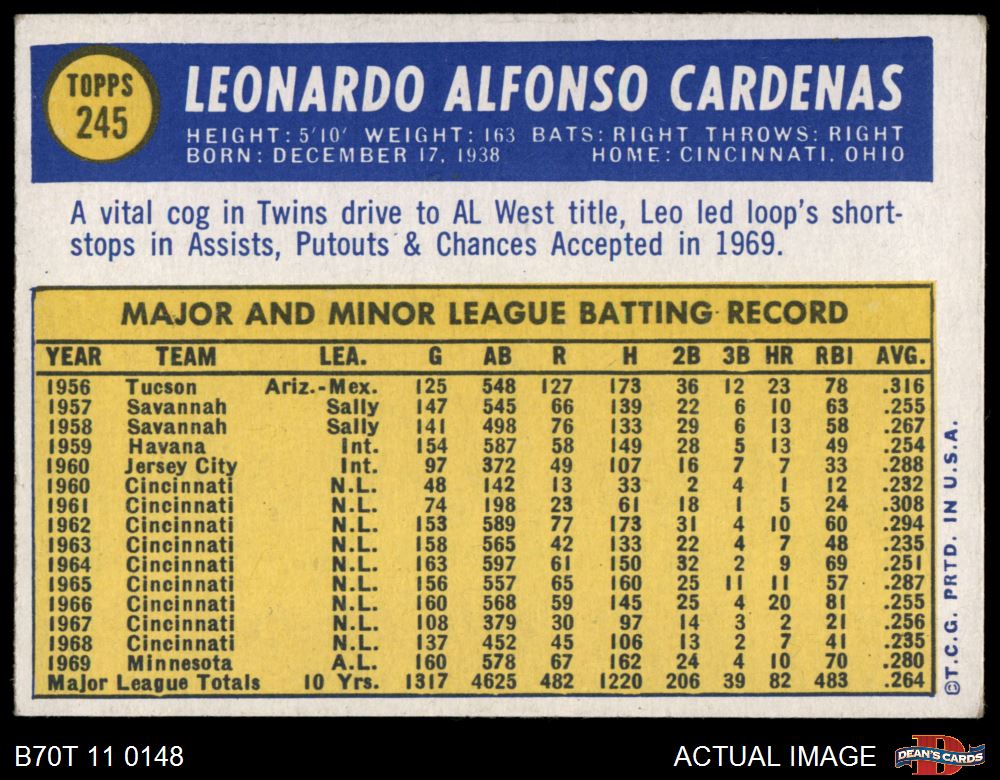 TOPPS
245
LEONARDO ALFONSO CARDENAS
HEIGHT: 5'10' WEIGHT: 163 BATS: RIGHT THROWS: RIGHT
BORN: DECEMBER 17, 1938 HOME: CINCINNATI, OHIO
A vital cog in Twins drive to AL West title, Leo led loop's short-
stops in Assists, Putouts & Chances Accepted in 1969.
MAJOR AND MINOR LEAGUE BATTING RECORD
YEAR TEAM LEA. G AB R H 2B 3B HR RBI AVG.
1956 Tucson Ariz.-Mex. 125 548 127 173 36 12 23 78 .316
1957 Savannah Sally 147 545 66 139 22 6 10 63 .255
1958 Savannah Sally 141 498 76 133 29 6 13 58 .267
1959 Havana Int. 154 587 58 149 28 5 13 49 .254
1960 Jersey City Int. 97 372 49 107 16 7 7 33 .288
1960 Cincinnati N.L. 48 142 13 33 2 4 1 12 .232
1961 Cincinnati N.L. 74 198 23 61 18 1 5 24 .308
1962 Cincinnati N.L. 153 589 77 173 31 4 10 60 .294
1963 Cincinnati N.L. 158 565 42 133 22 4 7 48 .235
1964 Cincinnati N.L. 163 597 61 150 32 2 9 69 .251
1965 Cincinnati N.L. 156 557 65 160 25 11 11 57 .287
1966 Cincinnati N.L. 160 568 59 145 25 4 20 81 .255
1967 Cincinnati N.L. 108 379 30 97 14 3 2 21 .256
1968 Cincinnati N.L. 137 452 45 106 13 2 7 41 .235
1969 Minnesota A.L. 160 578 67 162 24 4 10 70 .280
Major League Totals 10 Yrs. 1317 4625 482 1220 206 39 82 483 .264
©T.C.G. PRTD. IN U.S.A.
B70T 11 0148
ACTUAL IMAGE
D
DEAN'S CARDS